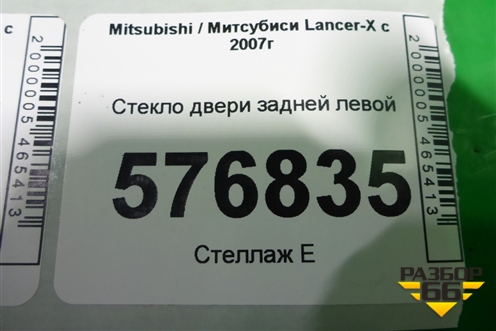 с
2000005465413
Mitsubishi / Митсубиси Lancer-X с
2007г
Стекло двери задней левой
576835
Стеллаж Е
2000005465413
РАЗБОР
66